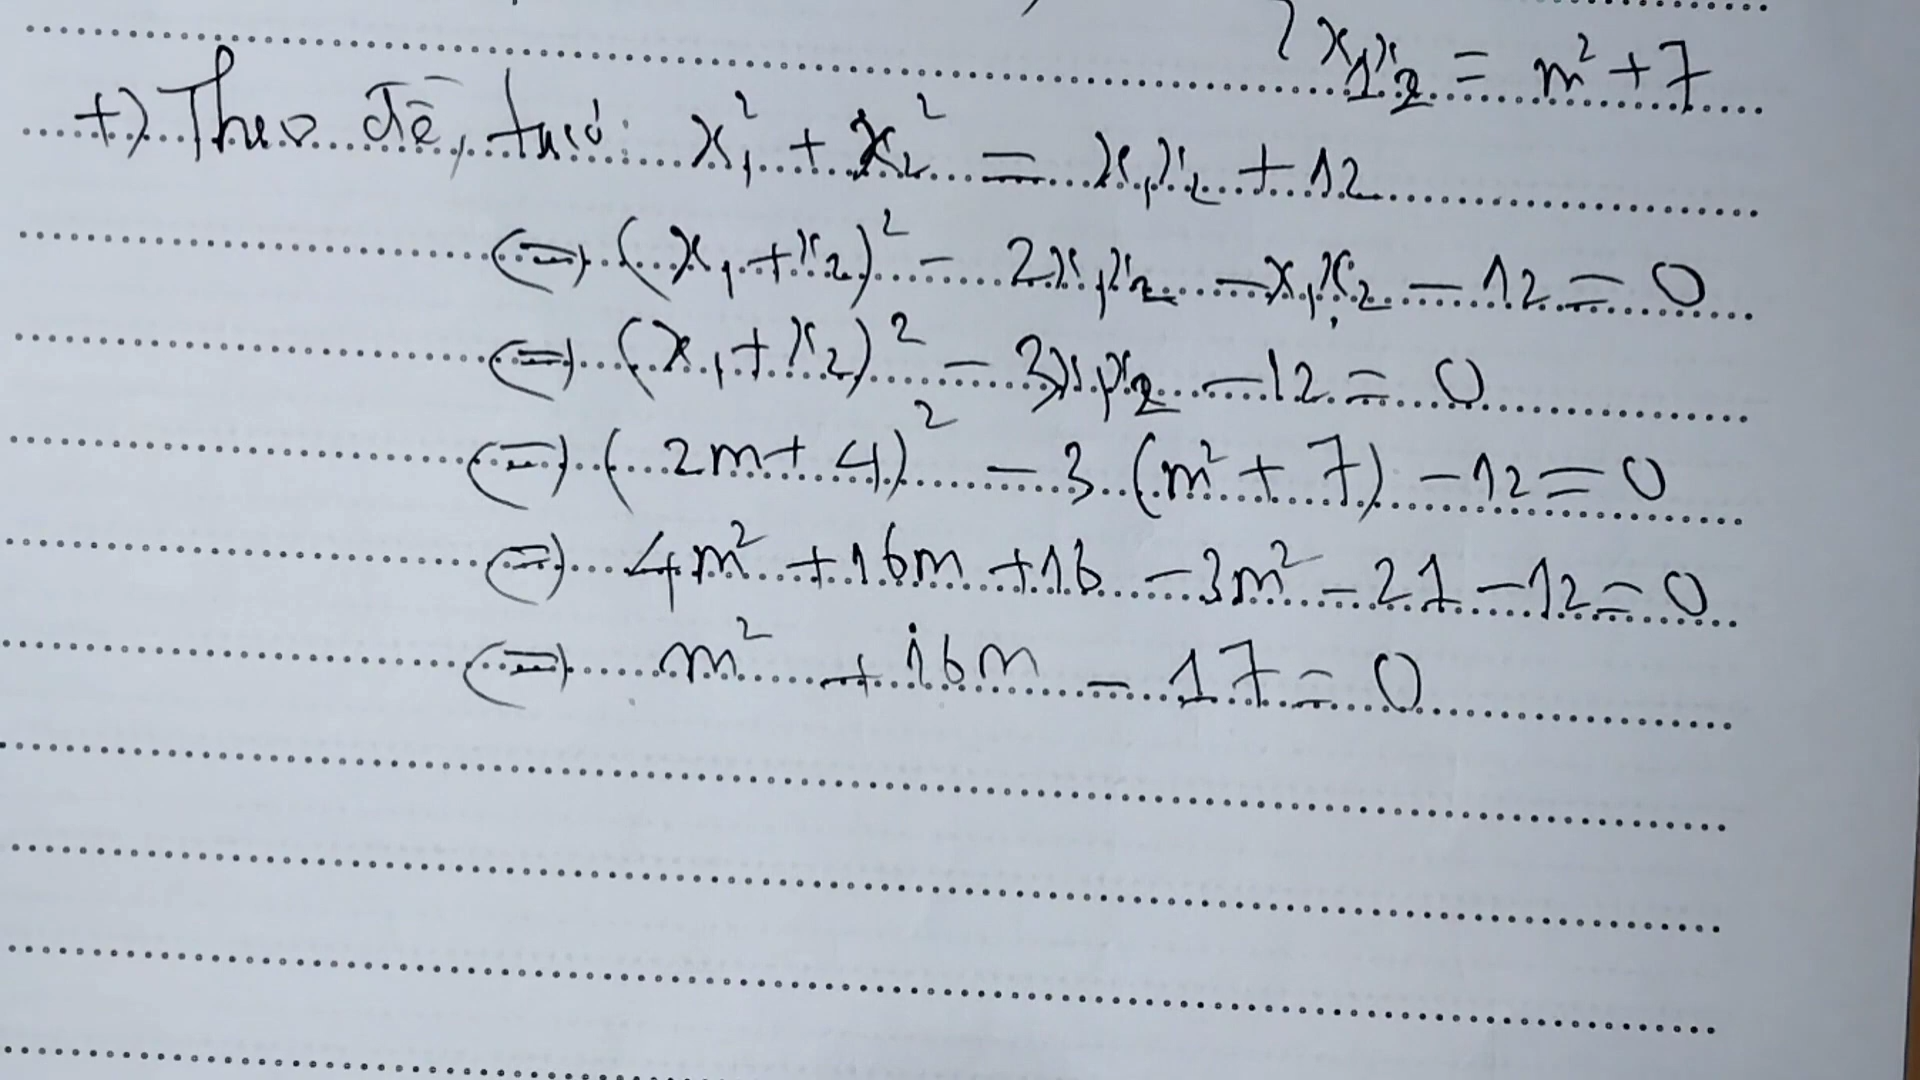 x₁x₂ = m² + 7
+) Theo đề, ta có: x₁² + x₂² = x₁x₂ + 12
⇔ (x₁ + x₂)² - 2x₁x₂ - x₁x₂ - 12 = 0
⇔ (x₁ + x₂)² - 3x₁x₂ - 12 = 0
⇔ (2m + 4)² - 3(m² + 7) - 12 = 0
⇔ 4m² + 16m + 16 - 3m² - 21 - 12 = 0
⇔ m² + 16m - 17 = 0